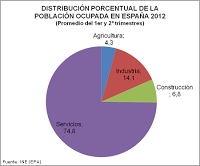 DISTRIBUCIÓN PORCENTUAL DE LA
POBLACIÓN OCUPADA EN ESPAÑA 2012
(Promedio del 1er y 2º trimestres)
Agricultura;
4,3
Industria;
14,1
Construcción
; 6,8
Servicios;
74,8
Fuente: INE (EPA)